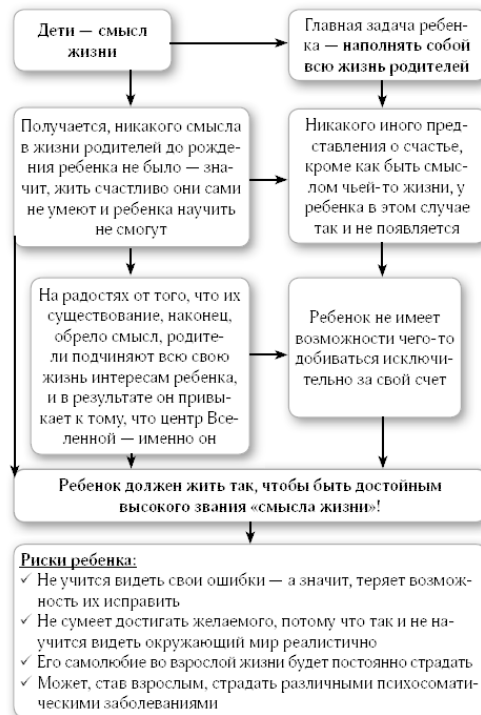 Дети — смысл
жизни
Главная задача ребен-
ка — наполнять собой
всю жизнь родителей
Получается, никакого смысла
в жизни родителей до рожде-
ния ребенка не было — зна-
чит, жить счастливо они сами
не умеют и ребенка научить
не смогут
Никакого иного пред-
ставления о счастье,
кроме как быть смыс-
лом чьей-то жизни, у
ребенка в этом случае
так и не появляется
На радостях от того, что их
существование, наконец,
обрело смысл, родите-
ли подчиняют всю свою
жизнь интересам ребенка,
и в результате он привы-
кает к тому, что центр Все-
ленной — именно он
Ребенок не имеет
возможности чего-то
добиваться исключи-
тельно за свой счет
Ребенок должен жить так, чтобы быть достойным
высокого звания «смысла жизни»!
Риски ребенка:
✓ Не учится видеть свои ошибки — а значит, теряет возмож-
ность их исправить
✓ Не сумеет достигать желаемого, потому что так и не на-
учится видеть окружающий мир реалистично
✓ Его самолюбие во взрослой жизни будет постоянно страдать
✓ Может, став взрослым, страдать различными психосомати-
ческими заболеваниями